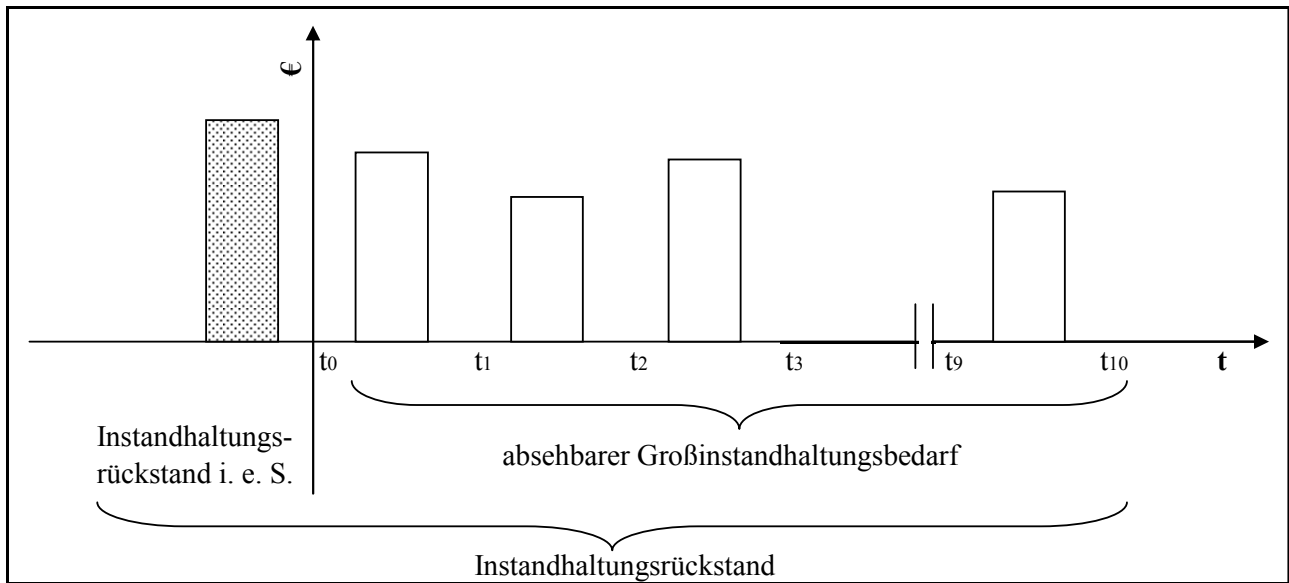 €
t0
t1
t2
t3
t9
t10
t
Instandhaltungs-
rückstand i. e. S.
absehbarer Großinstandhaltungsbedarf
Instandhaltungsrückstand